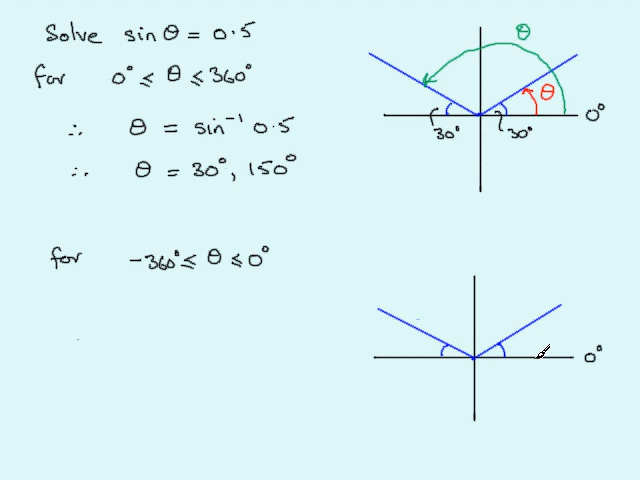 Solve sin θ = 0.5
for 0° ≤ θ ≤ 360°
∴ θ = sin⁻¹ 0.5
∴ θ = 30°, 150°
for -360° ≤ θ ≤ 0°
θ
θ
0°
30° 30°
0°